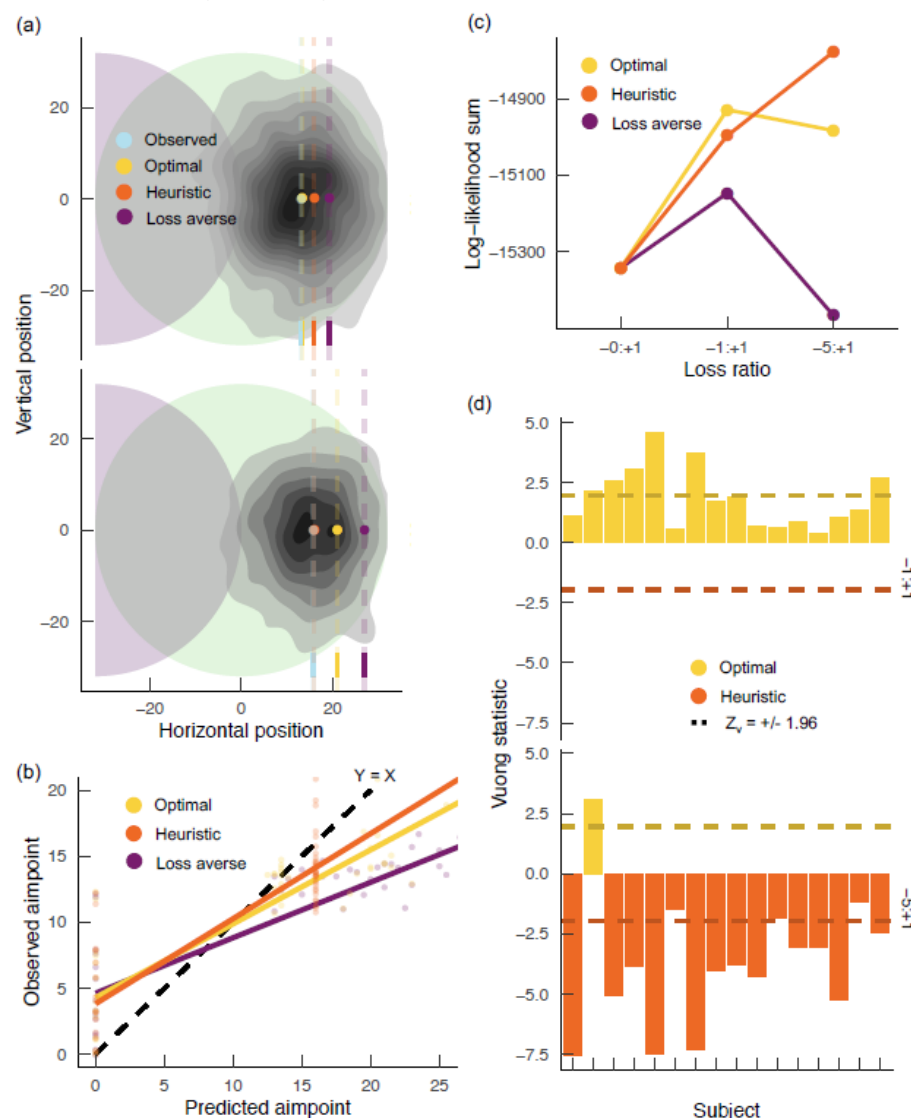 (a)
Vertical position
20
0
−20
Observed
Optimal
Heuristic
Loss averse
20
0
−20
−20
0
20
Horizontal position
(b)
Observed aimpoint
20
15
10
5
0
Y = X
Optimal
Heuristic
Loss averse
0
5
10
15
20
25
Predicted aimpoint
(c)
Log−likelihood sum
−14900
−15100
−15300
Optimal
Heuristic
Loss averse
−0:+1
−1:+1
−5:+1
Loss ratio
(d)
Vuong statistic
5.0
2.5
0.0
−2.5
−5.0
−7.5
−1:+1
Optimal
Heuristic
Zv = +/− 1.96
5.0
2.5
0.0
−2.5
−5.0
−7.5
−5:+1
Subject